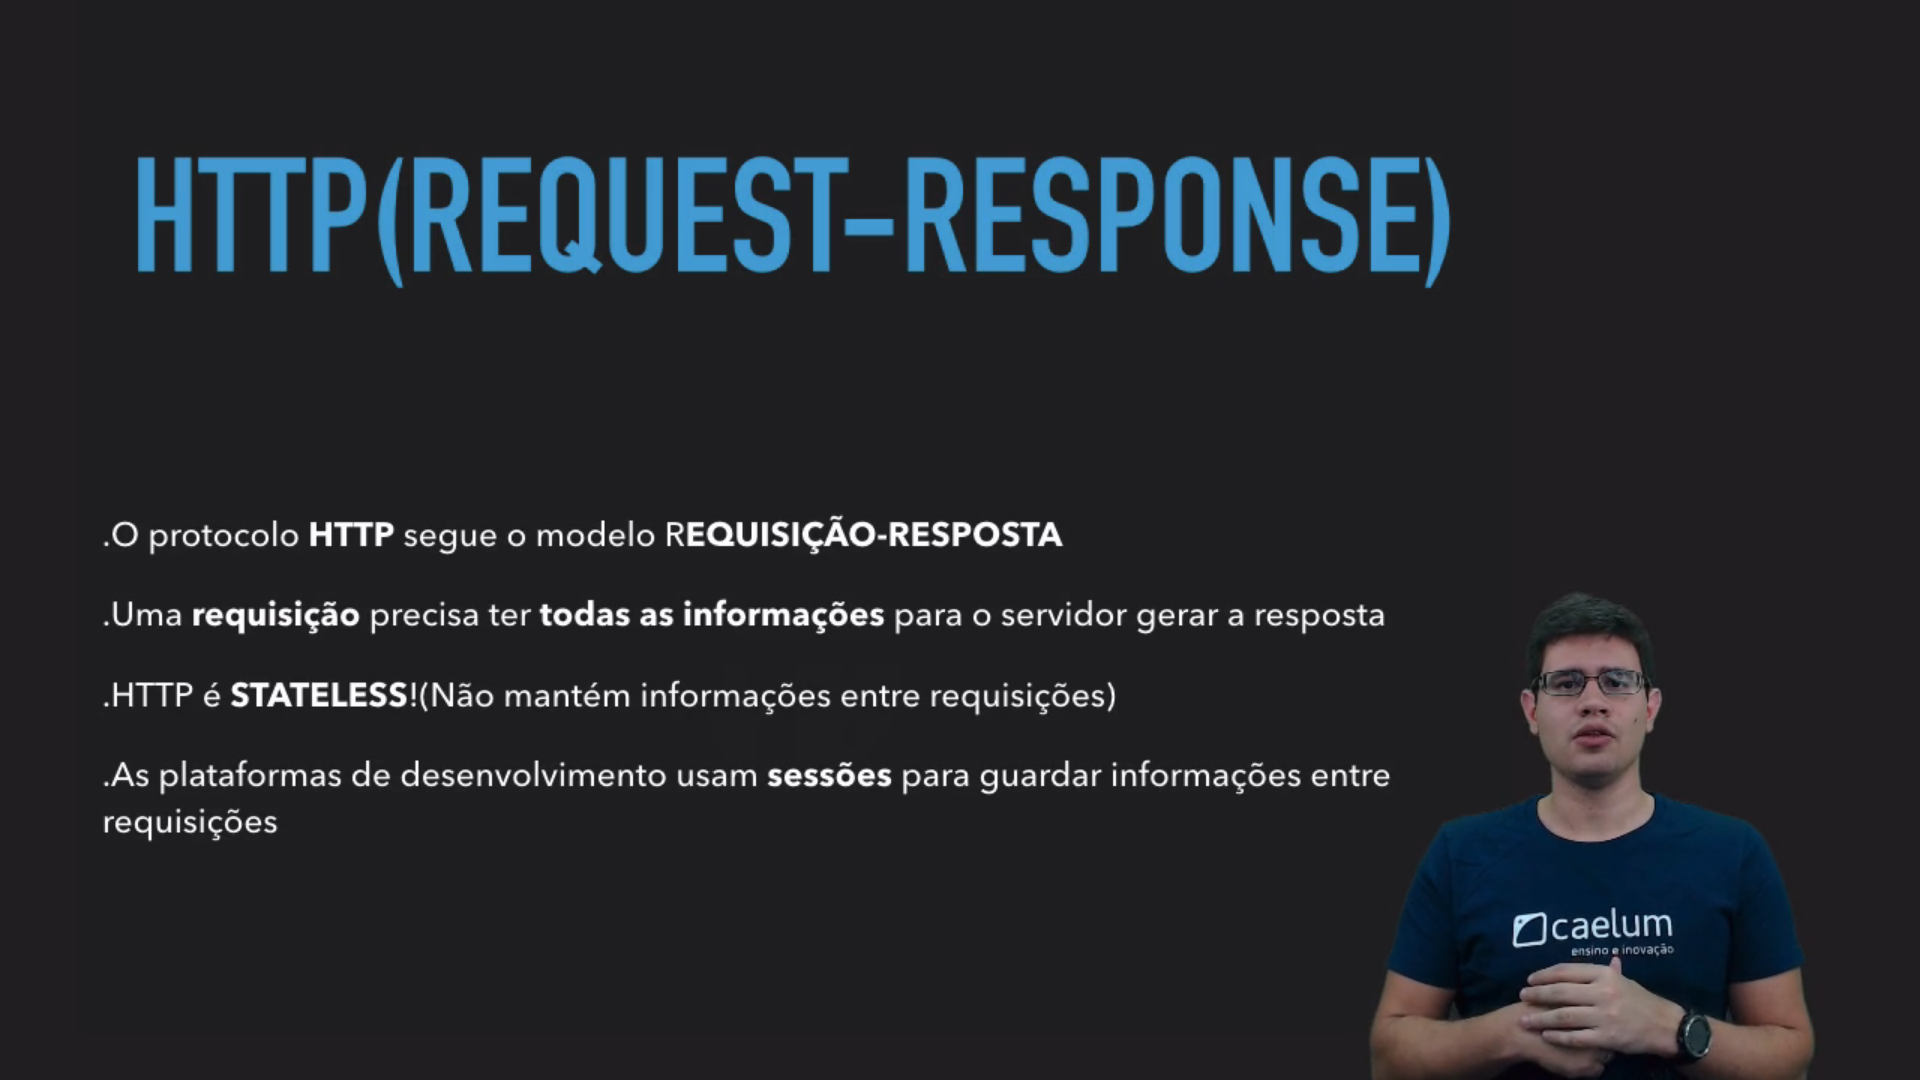 HTTP(REQUEST-RESPONSE)
.O protocolo HTTP segue o modelo REQUISIÇÃO-RESPOSTA
.Uma requisição precisa ter todas as informações para o servidor gerar a resposta
.HTTP é STATELESS!(Não mantém informações entre requisições)
.As plataformas de desenvolvimento usam sessões para guardar informações entre
requisições
caelum
ensino e inovação